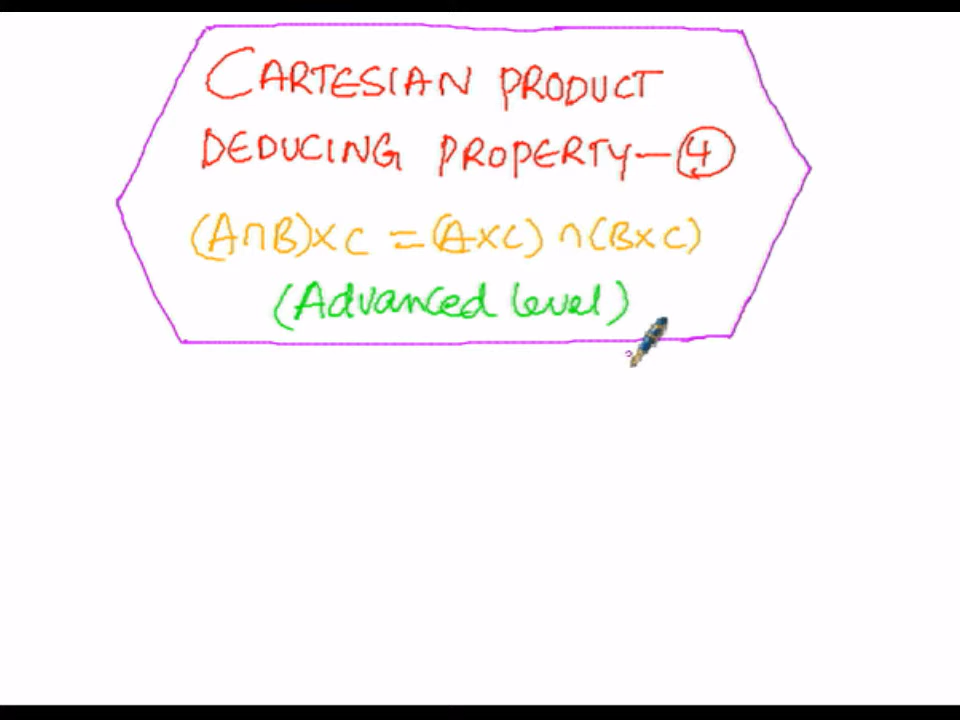 CARTESIAN PRODUCT
DEDUCING PROPERTY-④
(A∩B)×C = (A×C) ∩ (B×C)
(Advanced level)